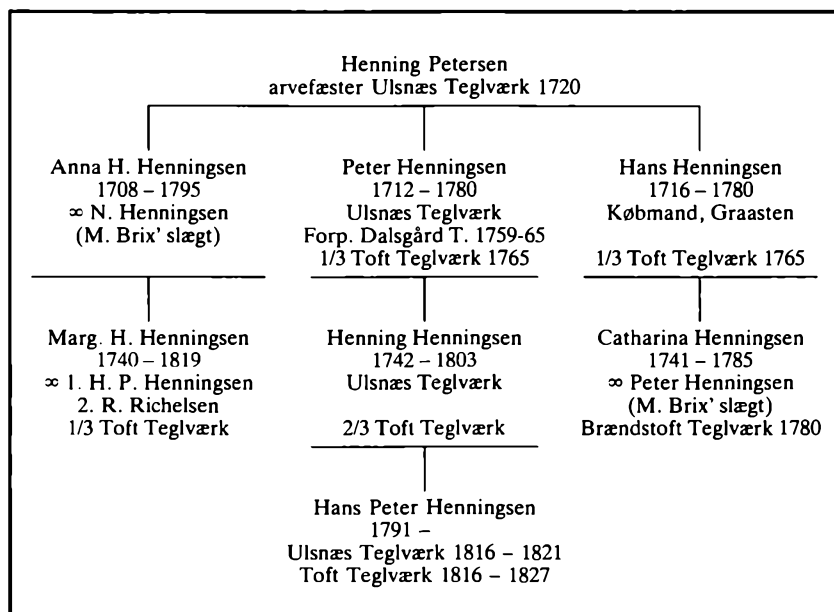 Henning Petersen
arvefæster Ulsnæs Teglværk 1720
Anna H. Henningsen
1708 – 1795
∞ N. Henningsen
(M. Brix' slægt)
Peter Henningsen
1712 – 1780
Ulsnæs Teglværk
Forp. Dalsgård T. 1759-65
1/3 Toft Teglværk 1765
Hans Henningsen
1716 – 1780
Købmand, Graasten
1/3 Toft Teglværk 1765
Marg. H. Henningsen
1740 – 1819
∞ 1. H. P. Henningsen
2. R. Richelsen
1/3 Toft Teglværk
Henning Henningsen
1742 – 1803
Ulsnæs Teglværk
2/3 Toft Teglværk
Catharina Henningsen
1741 – 1785
∞ Peter Henningsen
(M. Brix' slægt)
Brændstoft Teglværk 1780
Hans Peter Henningsen
1791 –
Ulsnæs Teglværk 1816 – 1821
Toft Teglværk 1816 – 1827